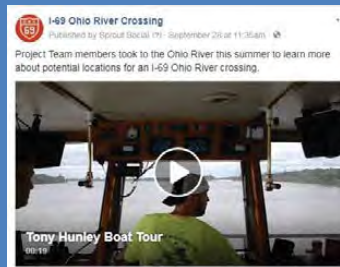 I-69 Ohio River Crossing
Published by Sprout Social [?] · September 28 at 11:36am ·
Project Team members took to the Ohio River this summer to learn more
about potential locations for an I-69 Ohio River crossing.
69
Tony Hunley Boat Tour
00:19